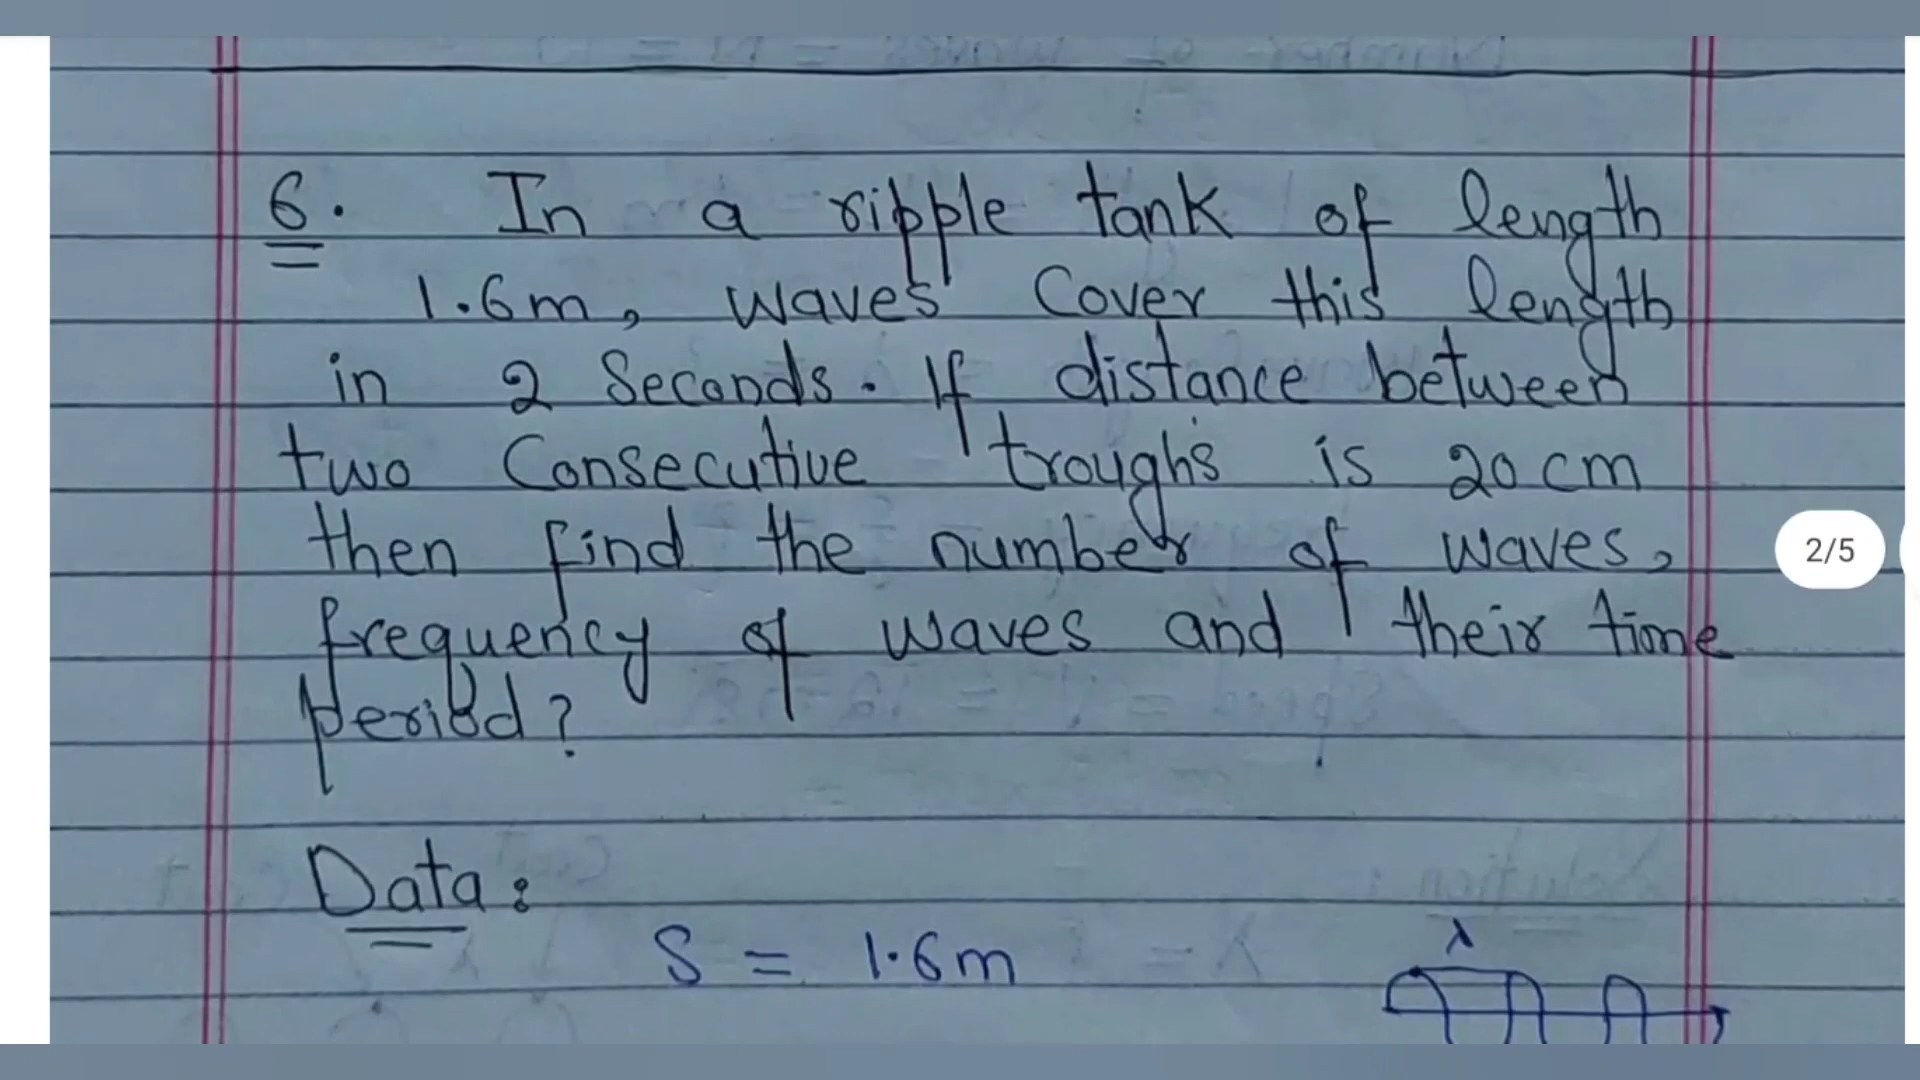 6. In a ripple tank of length
1.6m, waves cover this length
in 2 Seconds. If distance between
two Consecutive troughs is 20 cm
then find the number of waves,
frequency of waves and their time
period?
2/5
Data:
S = 1.6m
λ